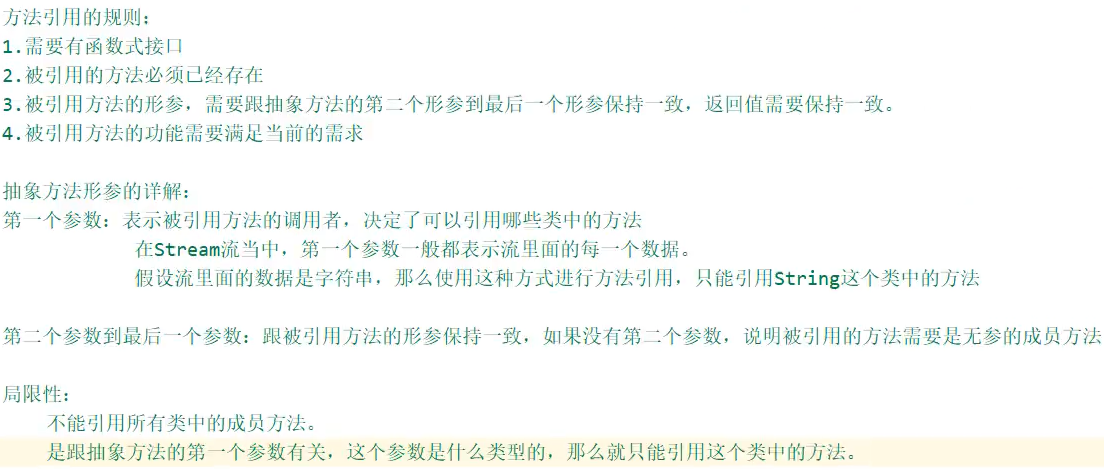 方法引用的规则：
1.需要有函数式接口
2.被引用的方法必须已经存在
3.被引用方法的形参，需要跟抽象方法的第二个形参到最后一个形参保持一致，返回值需要保持一致。
4.被引用方法的功能需要满足当前的需求
抽象方法形参的详解：
第一个参数：表示被引用方法的调用者，决定了可以引用哪些类中的方法
在Stream流当中，第一个参数一般都表示流里面的每一个数据。
假设流里面的数据是字符串，那么使用这种方式进行方法引用，只能引用String这个类中的方法
第二个参数到最后一个参数：跟被引用方法的形参保持一致，如果没有第二个参数，说明被引用的方法需要是无参的成员方法
局限性：
不能引用所有类中的成员方法。
是跟抽象方法的第一个参数有关，这个参数是什么类型的，那么就只能引用这个类中的方法。